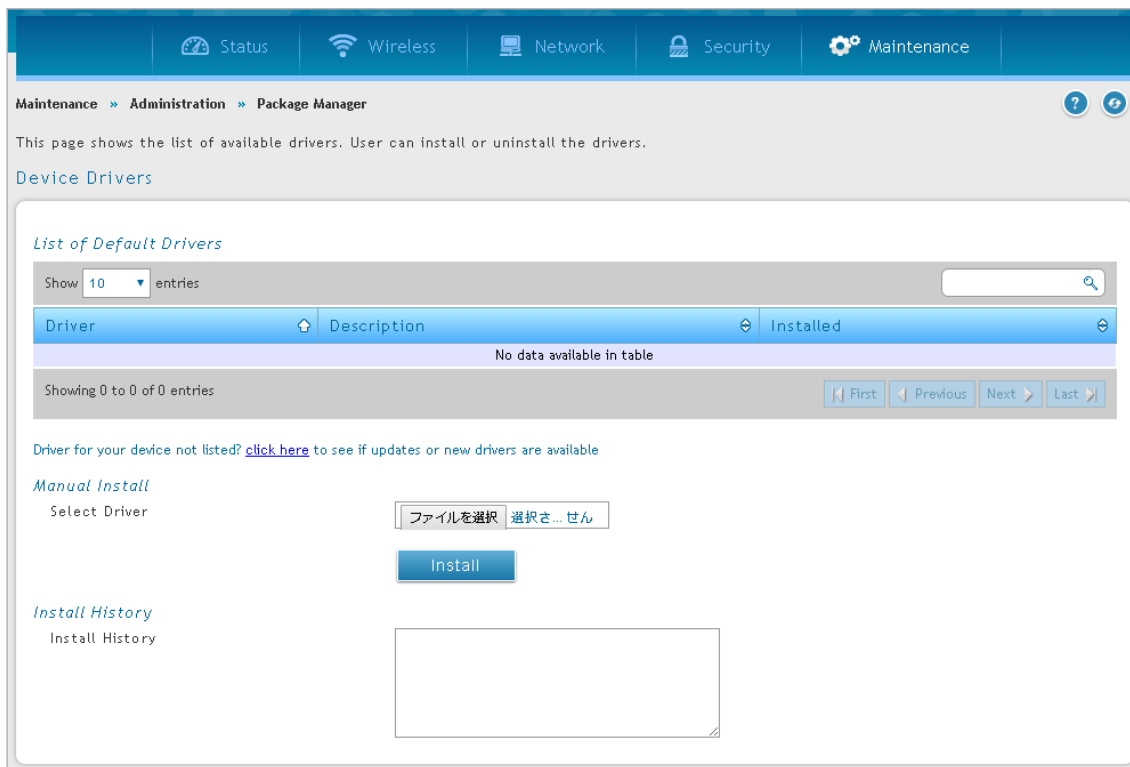 Status Wireless Network Security Maintenance
Maintenance » Administration » Package Manager
This page shows the list of available drivers. User can install or uninstall the drivers.
Device Drivers
List of Default Drivers
Show 10 entries
Driver Description Installed
No data available in table
Showing 0 to 0 of 0 entries First Previous Next Last
Driver for your device not listed? click here to see if updates or new drivers are available
Manual Install
Select Driver ファイルを選択 選択さ...せん
Install
Install History
Install History